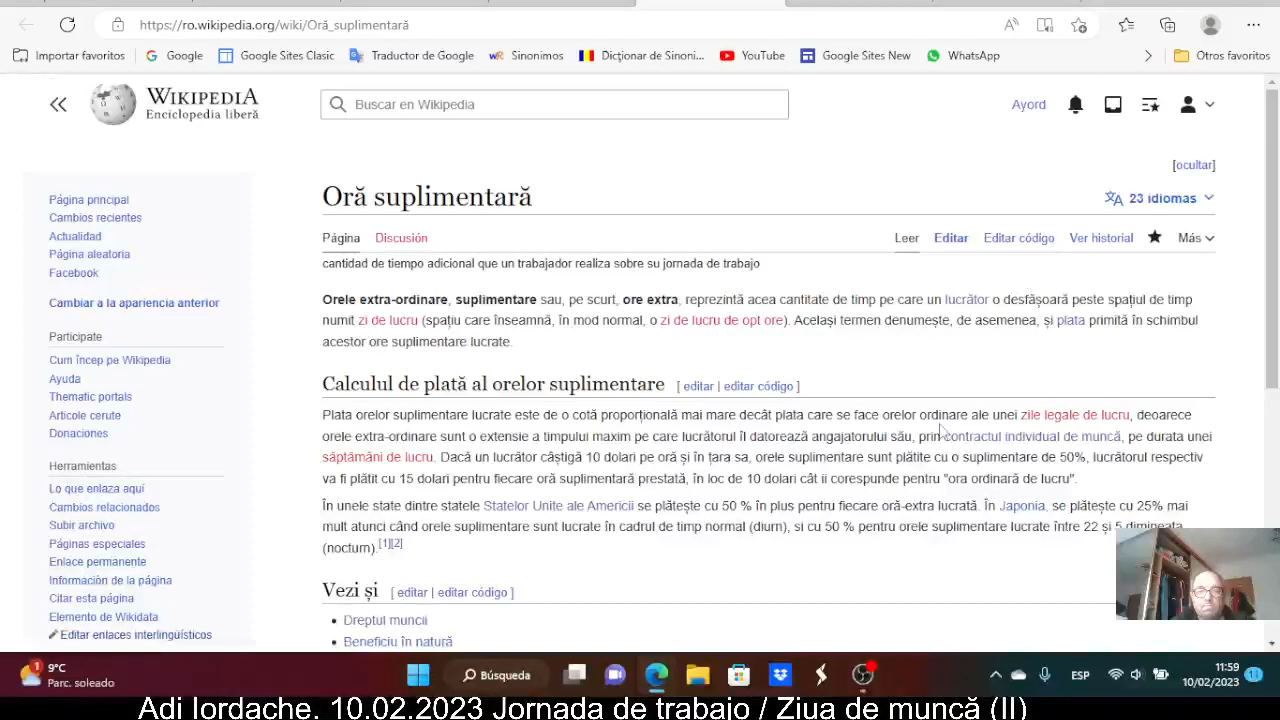 https://ro.wikipedia.org/wiki/Oră_suplimentară
Importar favoritos
Google
Google Sites Clasic
Traductor de Google
Sinonimos
Dicționar de Sinoni...
YouTube
Google Sites New
WhatsApp
Otros favoritos
WIKIPEDIA
Enciclopedia liberă
Buscar en Wikipedia
Ayord
[ocultar]
Oră suplimentară
23 idiomas
Página Discusión
Leer Editar Editar código Ver historial Más
cantidad de tiempo adicional que un trabajador realiza sobre su jornada de trabajo
Página principal
Cambios recientes
Actualidad
Página aleatoria
Facebook
Cambiar a la apariencia anterior
Participate
Cum încep pe Wikipedia
Ayuda
Thematic portals
Articole cerute
Donaciones
Herramientas
Lo que enlaza aquí
Cambios relacionados
Subir archivo
Páginas especiales
Enlace permanente
Información de la página
Citar esta página
Elemento de Wikidata
Editar enlaces interlingüísticos
Orele extra-ordinare, suplimentare sau, pe scurt, ore extra, reprezintă acea cantitate de timp pe care un lucrător o desfășoară peste spațiul de timp
numit zi de lucru (spațiu care înseamnă, în mod normal, o zi de lucru de opt ore). Același termen denumește, de asemenea, și plata primită în schimbul
acestor ore suplimentare lucrate.
Calculul de plată al orelor suplimentare [ editar | editar código ]
Plata orelor suplimentare lucrate este de o cotă proporțională mai mare decât plata care se face orelor ordinare ale unei zile legale de lucru, deoarece
orele extra-ordinare sunt o extensie a timpului maxim pe care lucrătorul îl datorează angajatorului său, prin contractul individual de muncă, pe durata unei
săptămâni de lucru. Dacă un lucrător câștigă 10 dolari pe oră și în țara sa, orele suplimentare sunt plătite cu o suplimentare de 50%, lucrătorul respectiv
va fi plătit cu 15 dolari pentru fiecare oră suplimentară prestată, în loc de 10 dolari cât ii corespunde pentru "ora ordinară de lucru".
În unele state dintre statele Statelor Unite ale Americii se plătește cu 50 % în plus pentru fiecare oră-extra lucrată. În Japonia, se plătește cu 25% mai
mult atunci când orele suplimentare sunt lucrate în cadrul de timp normal (diurn), si cu 50 % pentru orele suplimentare lucrate între 22 și 5 dimineața
(nocturn).[1][2]
Vezi și [ editar | editar código ]
Dreptul muncii
Beneficiu în natură
1
9°C
Parc. soleado
Búsqueda
ESP
11:59
10/02/2023
Adi Iordache. 10.02.2023 Jornada de trabajo / Ziua de muncă (II)